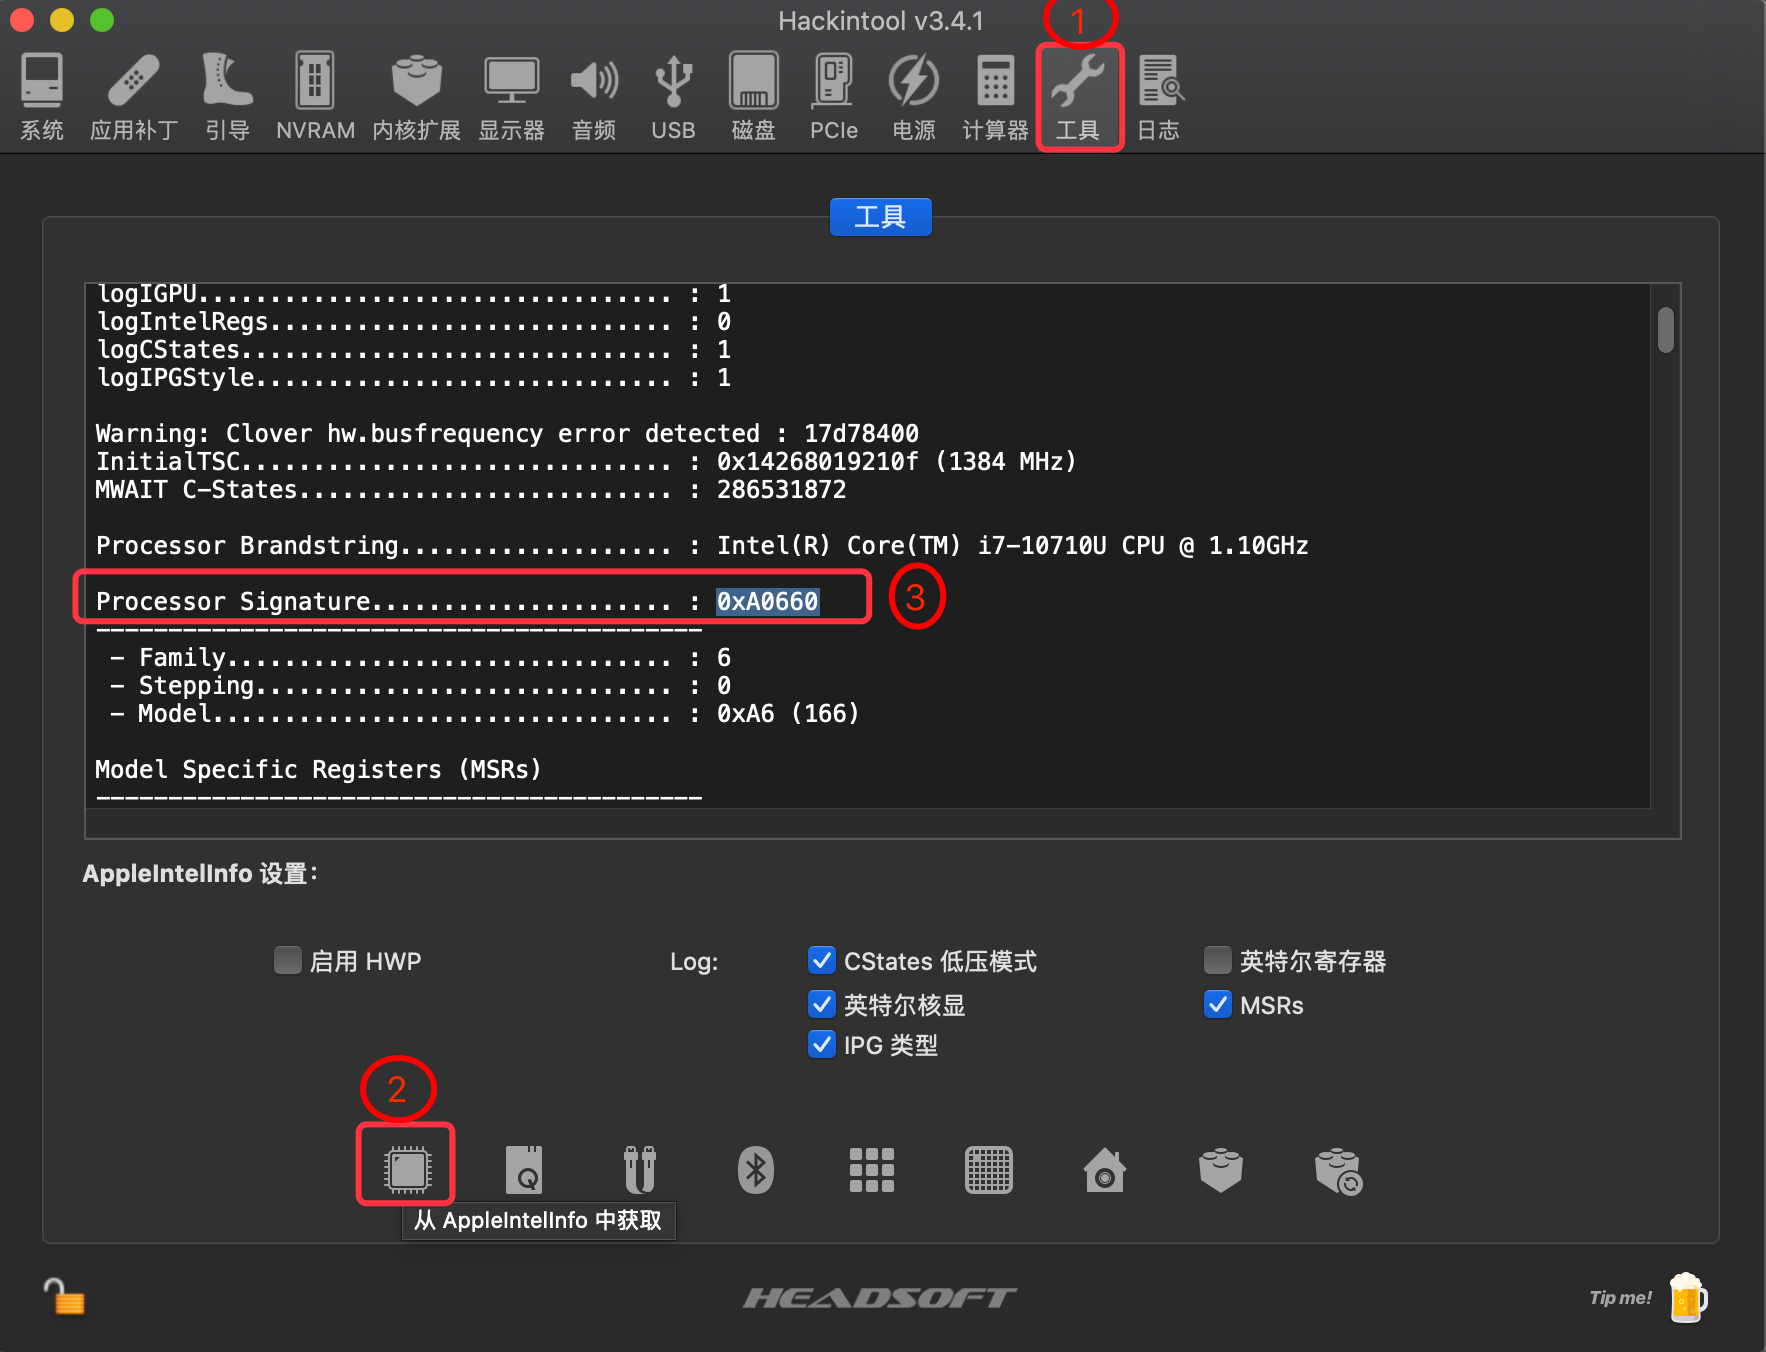 Hackintool v3.4.1
1
系统 应用补丁 引导 NVRAM 内核扩展 显示器 音频 USB 磁盘 PCIe 电源 计算器 工具 日志
工具
logIGPU................................. : 1
logIntelRegs............................ : 0
logCStates.............................. : 1
logIPGStyle............................. : 1
Warning: Clover hw.busfrequency error detected : 17d78400
InitialTSC.............................. : 0x14268019210f (1384 MHz)
MWAIT C-States.......................... : 286531872
Processor Brandstring................... : Intel(R) Core(TM) i7-10710U CPU @ 1.10GHz
Processor Signature..................... : 0xA0660
3
------------------------------------------
- Family............................... : 6
- Stepping............................. : 0
- Model................................ : 0xA6 (166)
Model Specific Registers (MSRs)
------------------------------------------
AppleIntelInfo 设置:
启用 HWP Log: CStates 低压模式 英特尔寄存器
英特尔核显 MSRs
IPG 类型
2
从 AppleIntelInfo 中获取
HEADSOFT
Tip me!